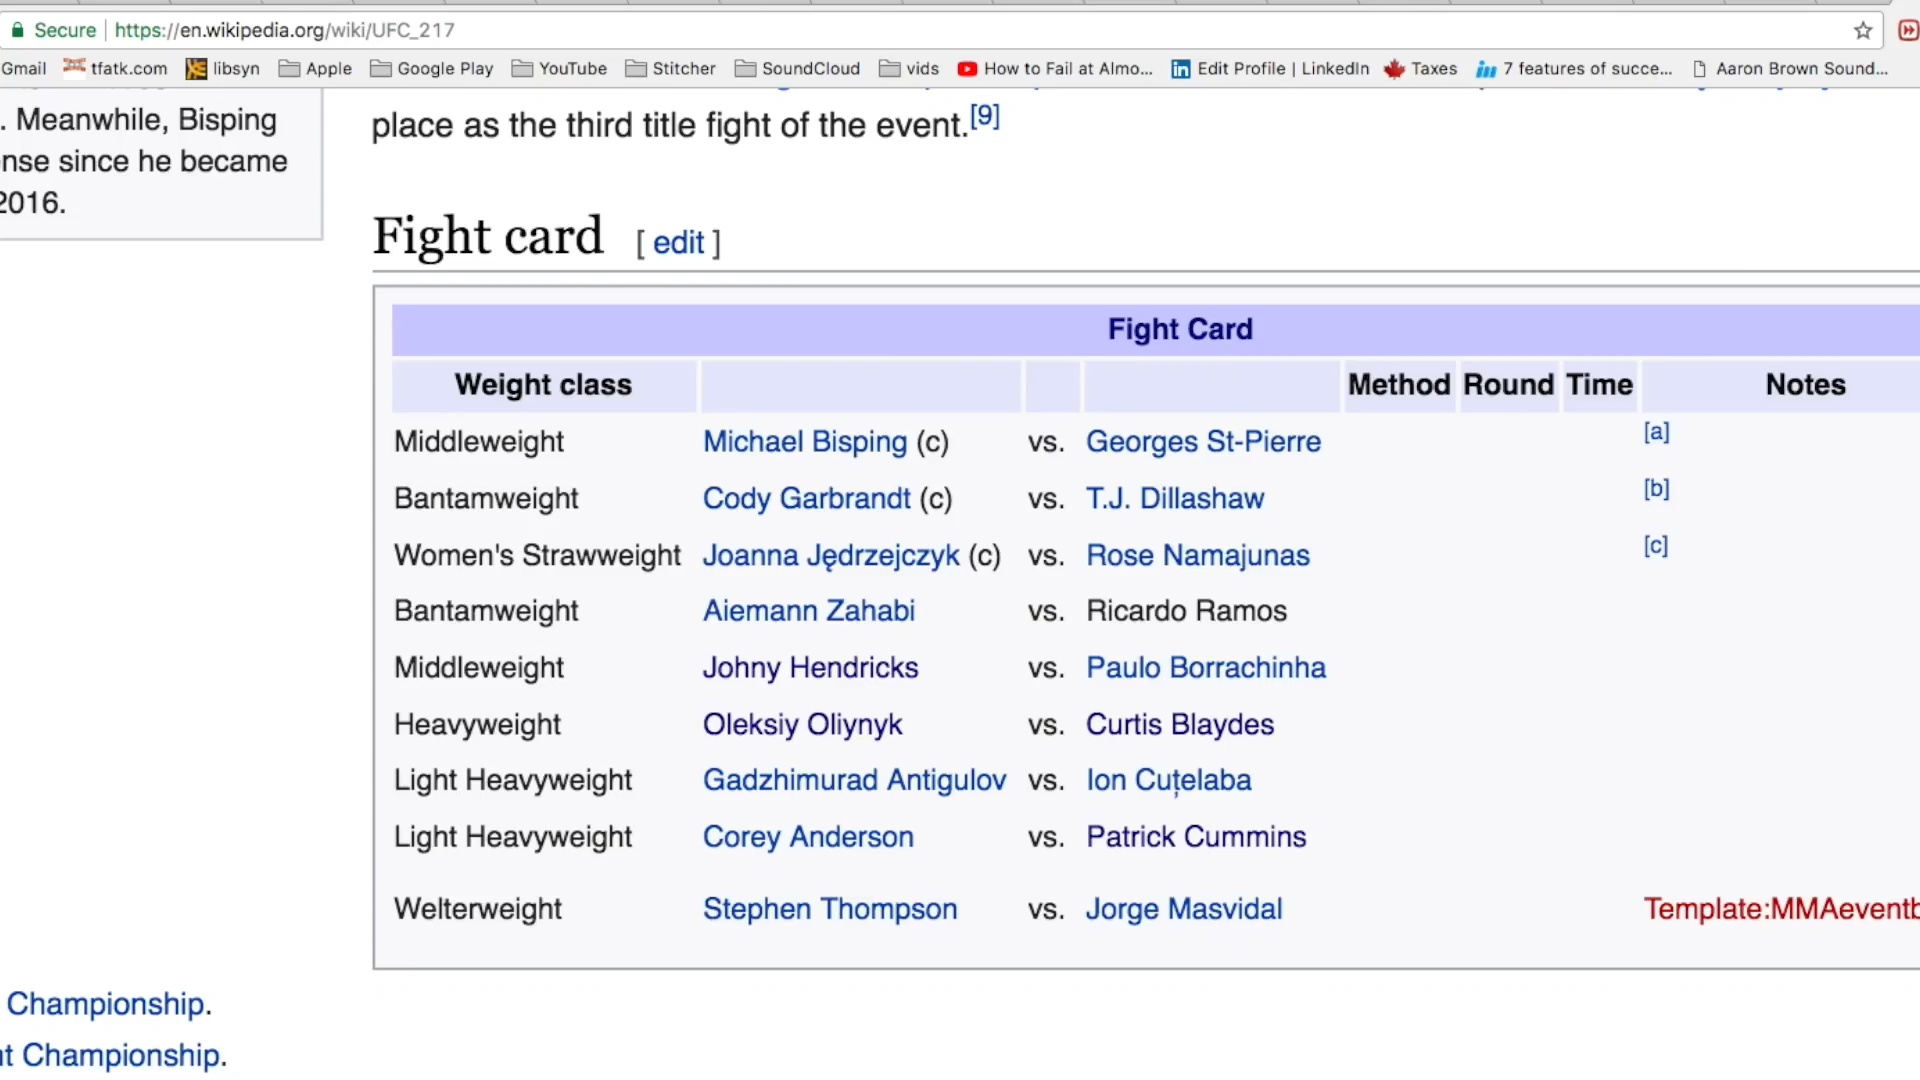 Secure https://en.wikipedia.org/wiki/UFC_217
Gmail tfatk.com libsyn Apple Google Play YouTube Stitcher SoundCloud vids How to Fail at Almo... Edit Profile | LinkedIn Taxes 7 features of succe... Aaron Brown Sound...
. Meanwhile, Bisping
nse since he became
2016.
place as the third title fight of the event.[9]
Fight card [ edit ]
Fight Card
Weight class Method Round Time Notes
Middleweight Michael Bisping (c) vs. Georges St-Pierre [a]
Bantamweight Cody Garbrandt (c) vs. T.J. Dillashaw [b]
Women's Strawweight Joanna Jędrzejczyk (c) vs. Rose Namajunas [c]
Bantamweight Aiemann Zahabi vs. Ricardo Ramos
Middleweight Johny Hendricks vs. Paulo Borrachinha
Heavyweight Oleksiy Oliynyk vs. Curtis Blaydes
Light Heavyweight Gadzhimurad Antigulov vs. Ion Cuțelaba
Light Heavyweight Corey Anderson vs. Patrick Cummins
Welterweight Stephen Thompson vs. Jorge Masvidal Template:MMAevent
Championship.
nt Championship.